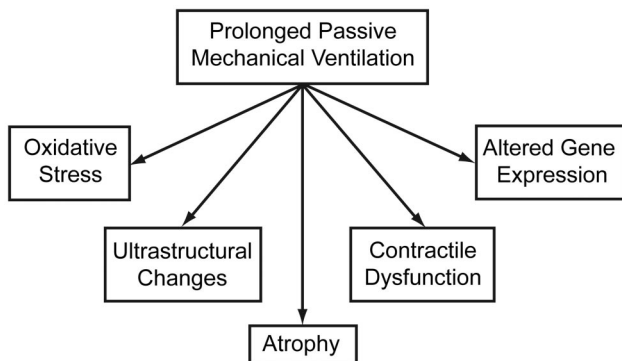 Prolonged Passive
Mechanical Ventilation
Oxidative
Stress
Altered Gene
Expression
Ultrastructural
Changes
Contractile
Dysfunction
Atrophy